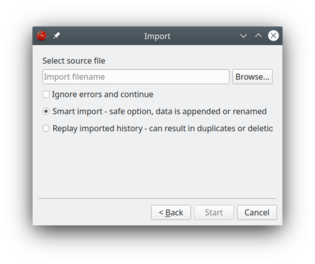 Import
Select source file
Import filename
Browse...
Ignore errors and continue
Smart import - safe option, data is appended or renamed
Replay imported history - can result in duplicates or deletio
< Back
Start
Cancel